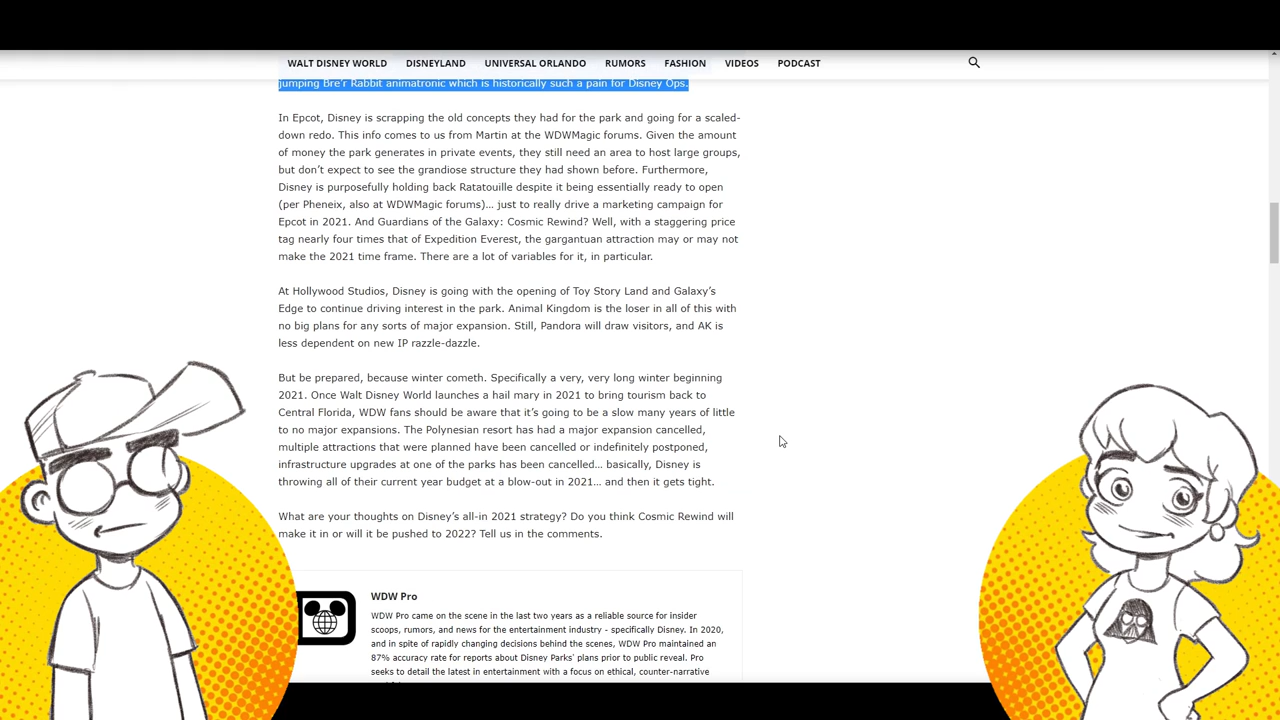 WALT DISNEY WORLD DISNEYLAND UNIVERSAL ORLANDO RUMORS FASHION VIDEOS PODCAST
jumping Bre’r Rabbit animatronic which is historically such a pain for Disney Ops.
In Epcot, Disney is scrapping the old concepts they had for the park and going for a scaled-
down redo. This info comes to us from Martin at the WDWMagic forums. Given the amount
of money the park generates in private events, they still need an area to host large groups,
but don’t expect to see the grandiose structure they had shown before. Furthermore,
Disney is purposefully holding back Ratatouille despite it being essentially ready to open
(per Pheneix, also at WDWMagic forums)… just to really drive a marketing campaign for
Epcot in 2021. And Guardians of the Galaxy: Cosmic Rewind? Well, with a staggering price
tag nearly four times that of Expedition Everest, the gargantuan attraction may or may not
make the 2021 time frame. There are a lot of variables for it, in particular.
At Hollywood Studios, Disney is going with the opening of Toy Story Land and Galaxy’s
Edge to continue driving interest in the park. Animal Kingdom is the loser in all of this with
no big plans for any sorts of major expansion. Still, Pandora will draw visitors, and AK is
less dependent on new IP razzle-dazzle.
But be prepared, because winter cometh. Specifically a very, very long winter beginning
2021. Once Walt Disney World launches a hail mary in 2021 to bring tourism back to
Central Florida, WDW fans should be aware that it’s going to be a slow many years of little
to no major expansions. The Polynesian resort has had a major expansion cancelled,
multiple attractions that were planned have been cancelled or indefinitely postponed,
infrastructure upgrades at one of the parks has been cancelled… basically, Disney is
throwing all of their current year budget at a blow-out in 2021… and then it gets tight.
What are your thoughts on Disney’s all-in 2021 strategy? Do you think Cosmic Rewind will
make it in or will it be pushed to 2022? Tell us in the comments.
WDW Pro
WDW Pro came on the scene in the last two years as a reliable source for insider
scoops, rumors, and news for the entertainment industry - specifically Disney. In 2020,
and in spite of rapidly changing decisions behind the scenes, WDW Pro maintained an
87% accuracy rate for reports about Disney Parks’ plans prior to public reveal. Pro
seeks to detail the latest in entertainment with a focus on ethical, counter-narrative